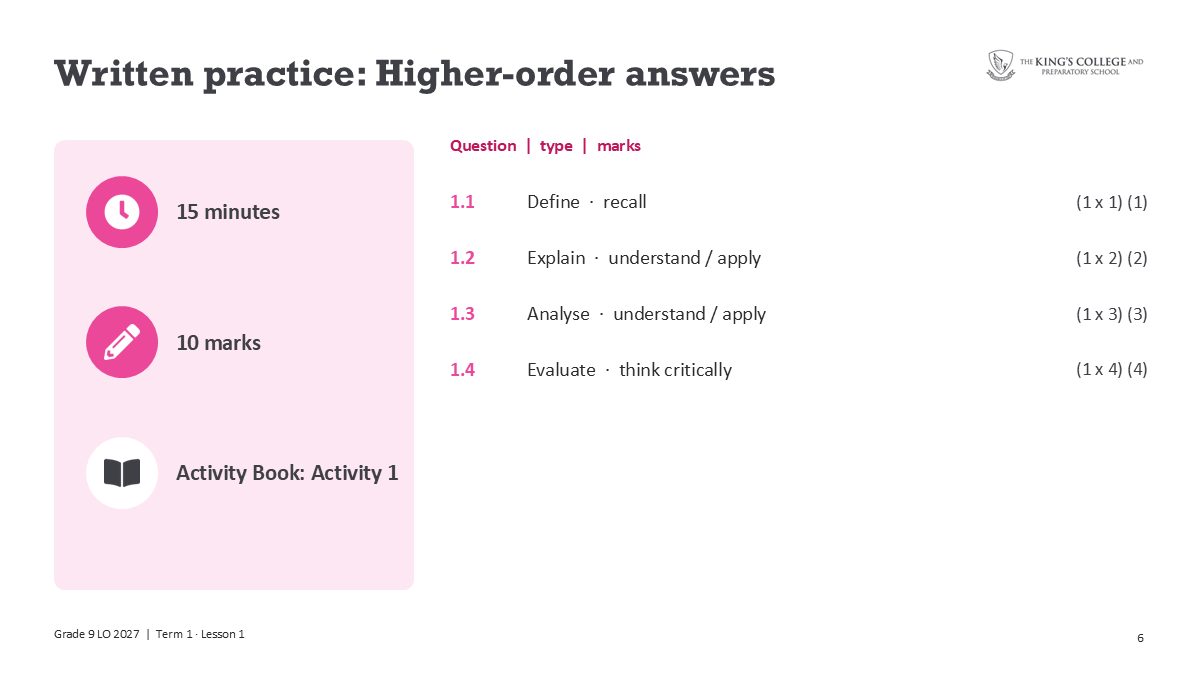 Written practice: Higher-order answers
THE KING'S COLLEGE AND
PREPARATORY SCHOOL
15 minutes
10 marks
Activity Book: Activity 1
Question | type | marks
1.1 Define · recall (1 x 1) (1)
1.2 Explain · understand / apply (1 x 2) (2)
1.3 Analyse · understand / apply (1 x 3) (3)
1.4 Evaluate · think critically (1 x 4) (4)
Grade 9 LO 2027 | Term 1 · Lesson 1
6